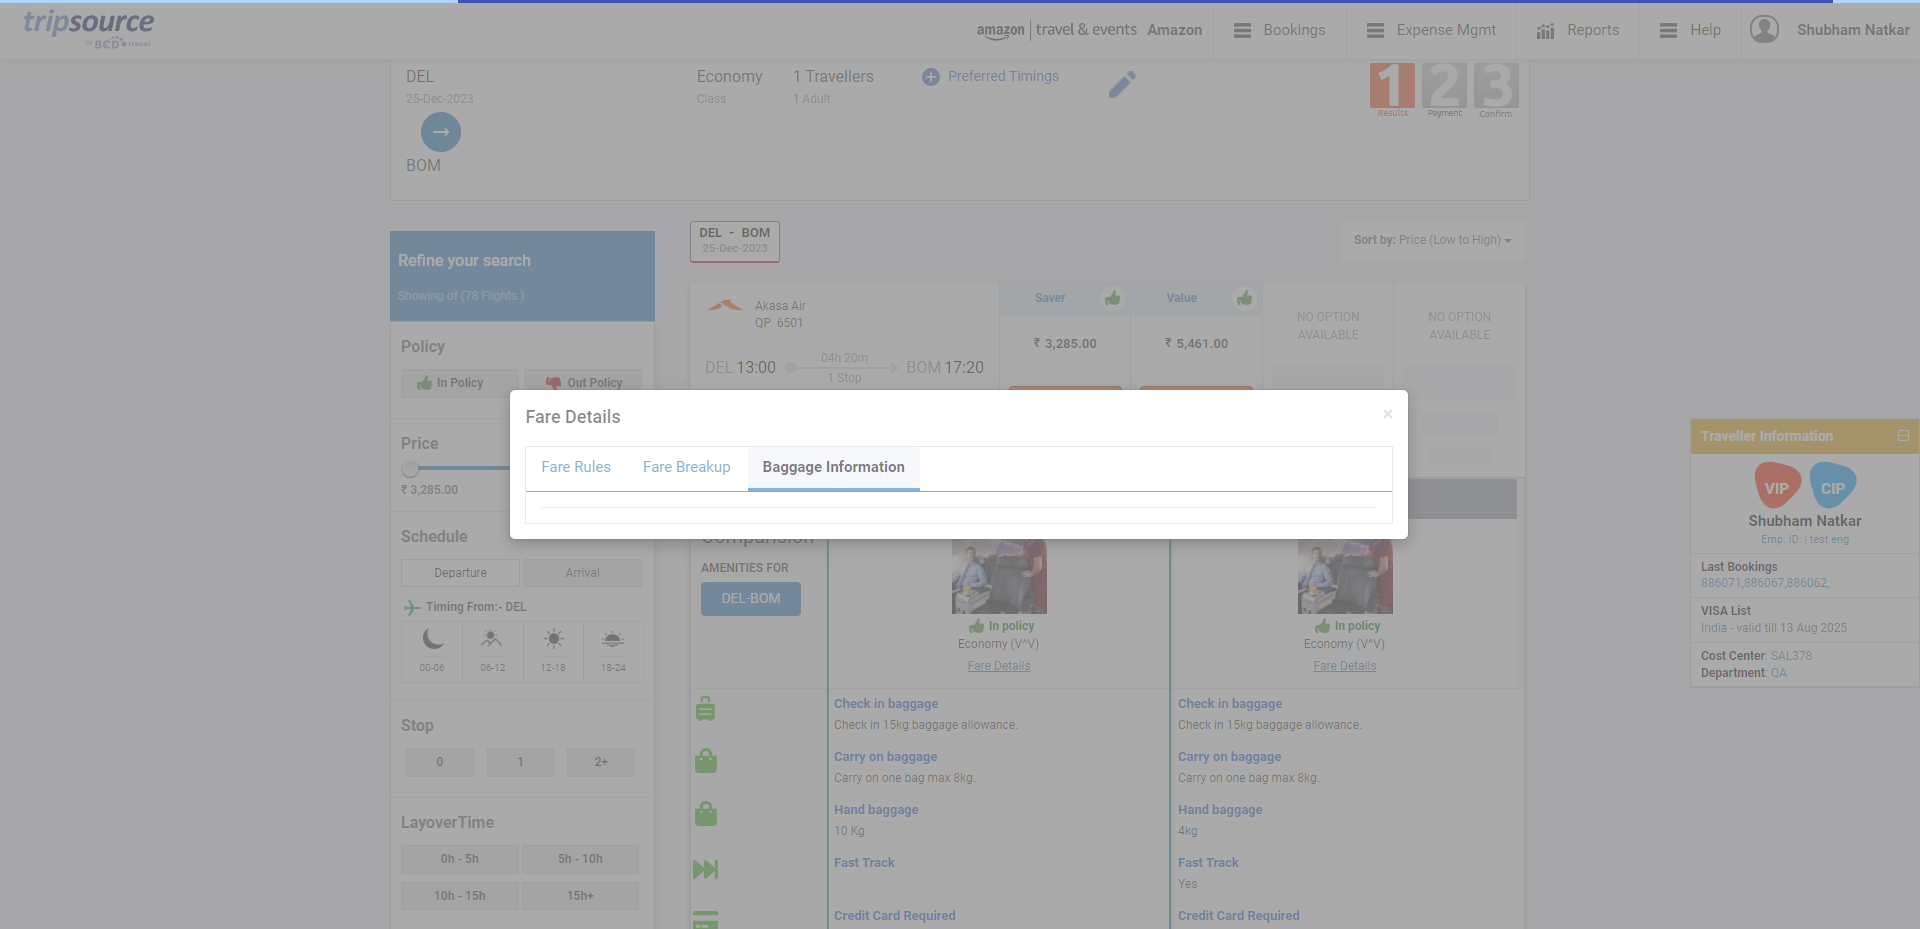 tripsource
by BCD travel
amazon | travel & events Amazon
Bookings
Expense Mgmt
Reports
Help
Shubham Natkar
DEL
25-Dec-2023
BOM
Economy
Class
1 Travellers
1 Adult
Preferred Timings
1 2 3
Results Payment Confirm
Refine your search
Showing of (78 Flights )
Policy
In Policy
Out Policy
Price
₹ 3,285.00
Schedule
Departure
Arrival
Timing From:- DEL
00-06
06-12
12-18
18-24
Stop
0
1
2+
LayoverTime
0h - 5h
5h - 10h
10h - 15h
15h+
DEL - BOM
25-Dec-2023
Sort by: Price (Low to High)
Akasa Air
QP 6501
DEL 13:00
04h 20m
1 Stop
BOM 17:20
Saver
₹ 3,285.00
Value
₹ 5,461.00
NO OPTION
AVAILABLE
NO OPTION
AVAILABLE
Fare Details
×
Fare Rules
Fare Breakup
Baggage Information
AMENITIES FOR
DEL-BOM
In policy
Economy (V^V)
Fare Details
In policy
Economy (V^V)
Fare Details
Check in baggage
Check in 15kg baggage allowance.
Check in baggage
Check in 15kg baggage allowance.
Carry on baggage
Carry on one bag max 8kg.
Carry on baggage
Carry on one bag max 8kg.
Hand baggage
10 Kg
Hand baggage
4kg
Fast Track
Fast Track
Yes
Credit Card Required
Credit Card Required
Traveller Information
VIP
CIP
Shubham Natkar
Emp. ID: | test eng
Last Bookings
886071,886067,886062,
VISA List
India - valid till 13 Aug 2025
Cost Center: SAL378
Department: QA